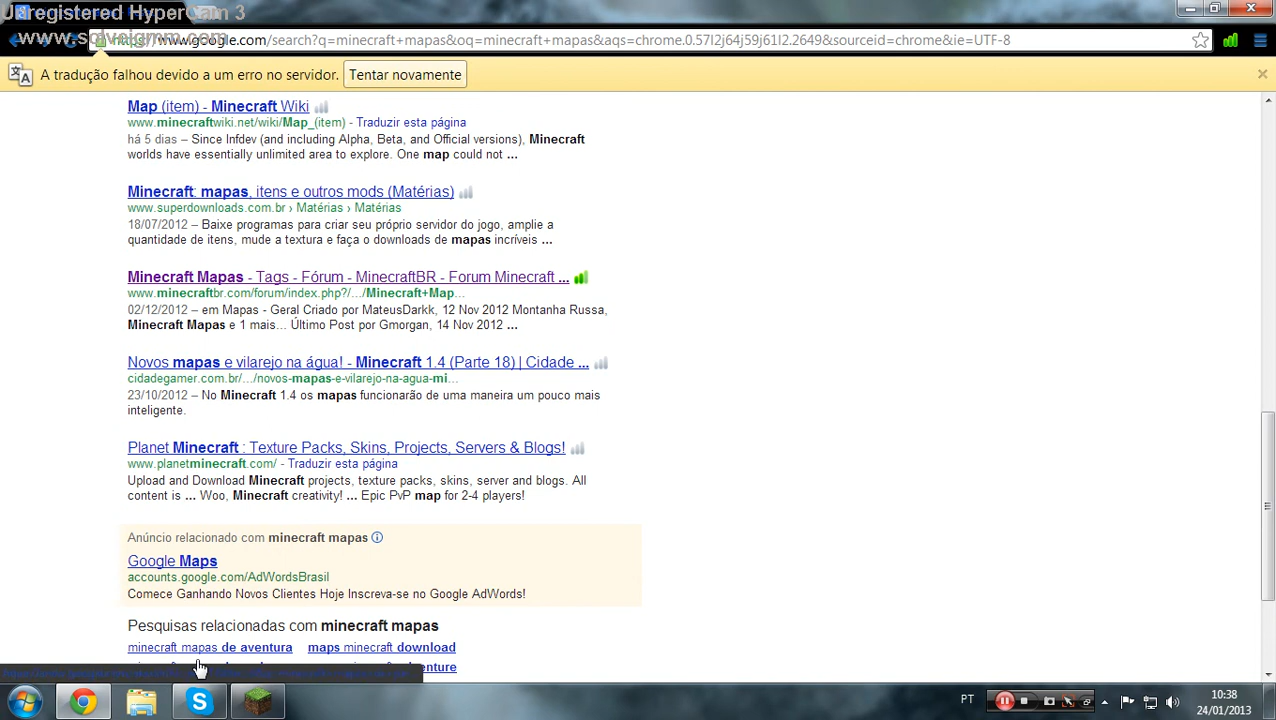 Unregistered HyperCam 3
www.solveigmm.com
www.google.com/search?q=minecraft+mapas&oq=minecraft+mapas&aqs=chrome.0.57l2j64j59j61l2.2649&sourceid=chrome&ie=UTF-8
A tradução falhou devido a um erro no servidor. Tentar novamente
Map (item) - Minecraft Wiki
www.minecraftwiki.net/wiki/Map_(item) - Traduzir esta página
há 5 dias – Since Infdev (and including Alpha, Beta, and Official versions), Minecraft
worlds have essentially unlimited area to explore. One map could not ...
Minecraft: mapas, itens e outros mods (Matérias)
www.superdownloads.com.br › Matérias › Matérias
18/07/2012 – Baixe programas para criar seu próprio servidor do jogo, amplie a
quantidade de itens, mude a textura e faça o downloads de mapas incríveis ...
Minecraft Mapas - Tags - Fórum - MinecraftBR - Forum Minecraft ...
www.minecraftbr.com/forum/index.php?/.../Minecraft+Map...
02/12/2012 – em Mapas - Geral Criado por MateusDarkk, 12 Nov 2012 Montanha Russa,
Minecraft Mapas e 1 mais... Último Post por Gmorgan, 14 Nov 2012 ...
Novos mapas e vilarejo na água! - Minecraft 1.4 (Parte 18) | Cidade ...
cidadegamer.com.br/.../novos-mapas-e-vilarejo-na-agua-mi...
23/10/2012 – No Minecraft 1.4 os mapas funcionarão de uma maneira um pouco mais
inteligente.
Planet Minecraft : Texture Packs, Skins, Projects, Servers & Blogs!
www.planetminecraft.com/ - Traduzir esta página
Upload and Download Minecraft projects, texture packs, skins, server and blogs. All
content is ... Woo, Minecraft creativity! ... Epic PvP map for 2-4 players!
Anúncio relacionado com minecraft mapas
Google Maps
accounts.google.com/AdWordsBrasil
Comece Ganhando Novos Clientes Hoje Inscreva-se no Google AdWords!
Pesquisas relacionadas com minecraft mapas
minecraft mapas de aventura maps minecraft download
PT 10:38
24/01/2013